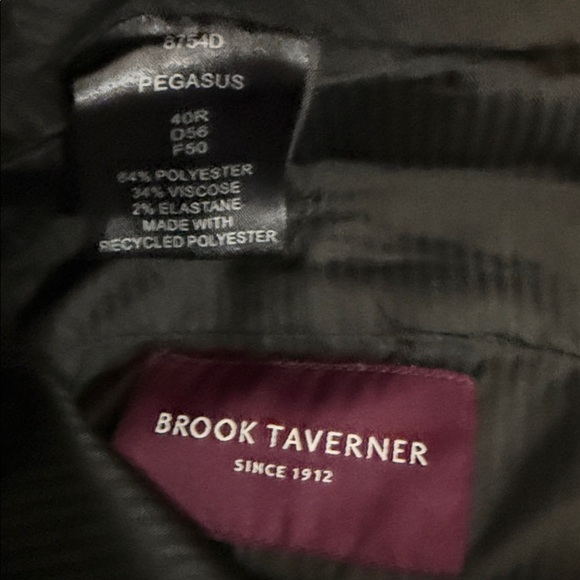 8754D
PEGASUS
40R
D56
F50
64% POLYESTER
34% VISCOSE
2% ELASTANE
MADE WITH
RECYCLED POLYESTER
BROOK TAVERNER
SINCE 1912